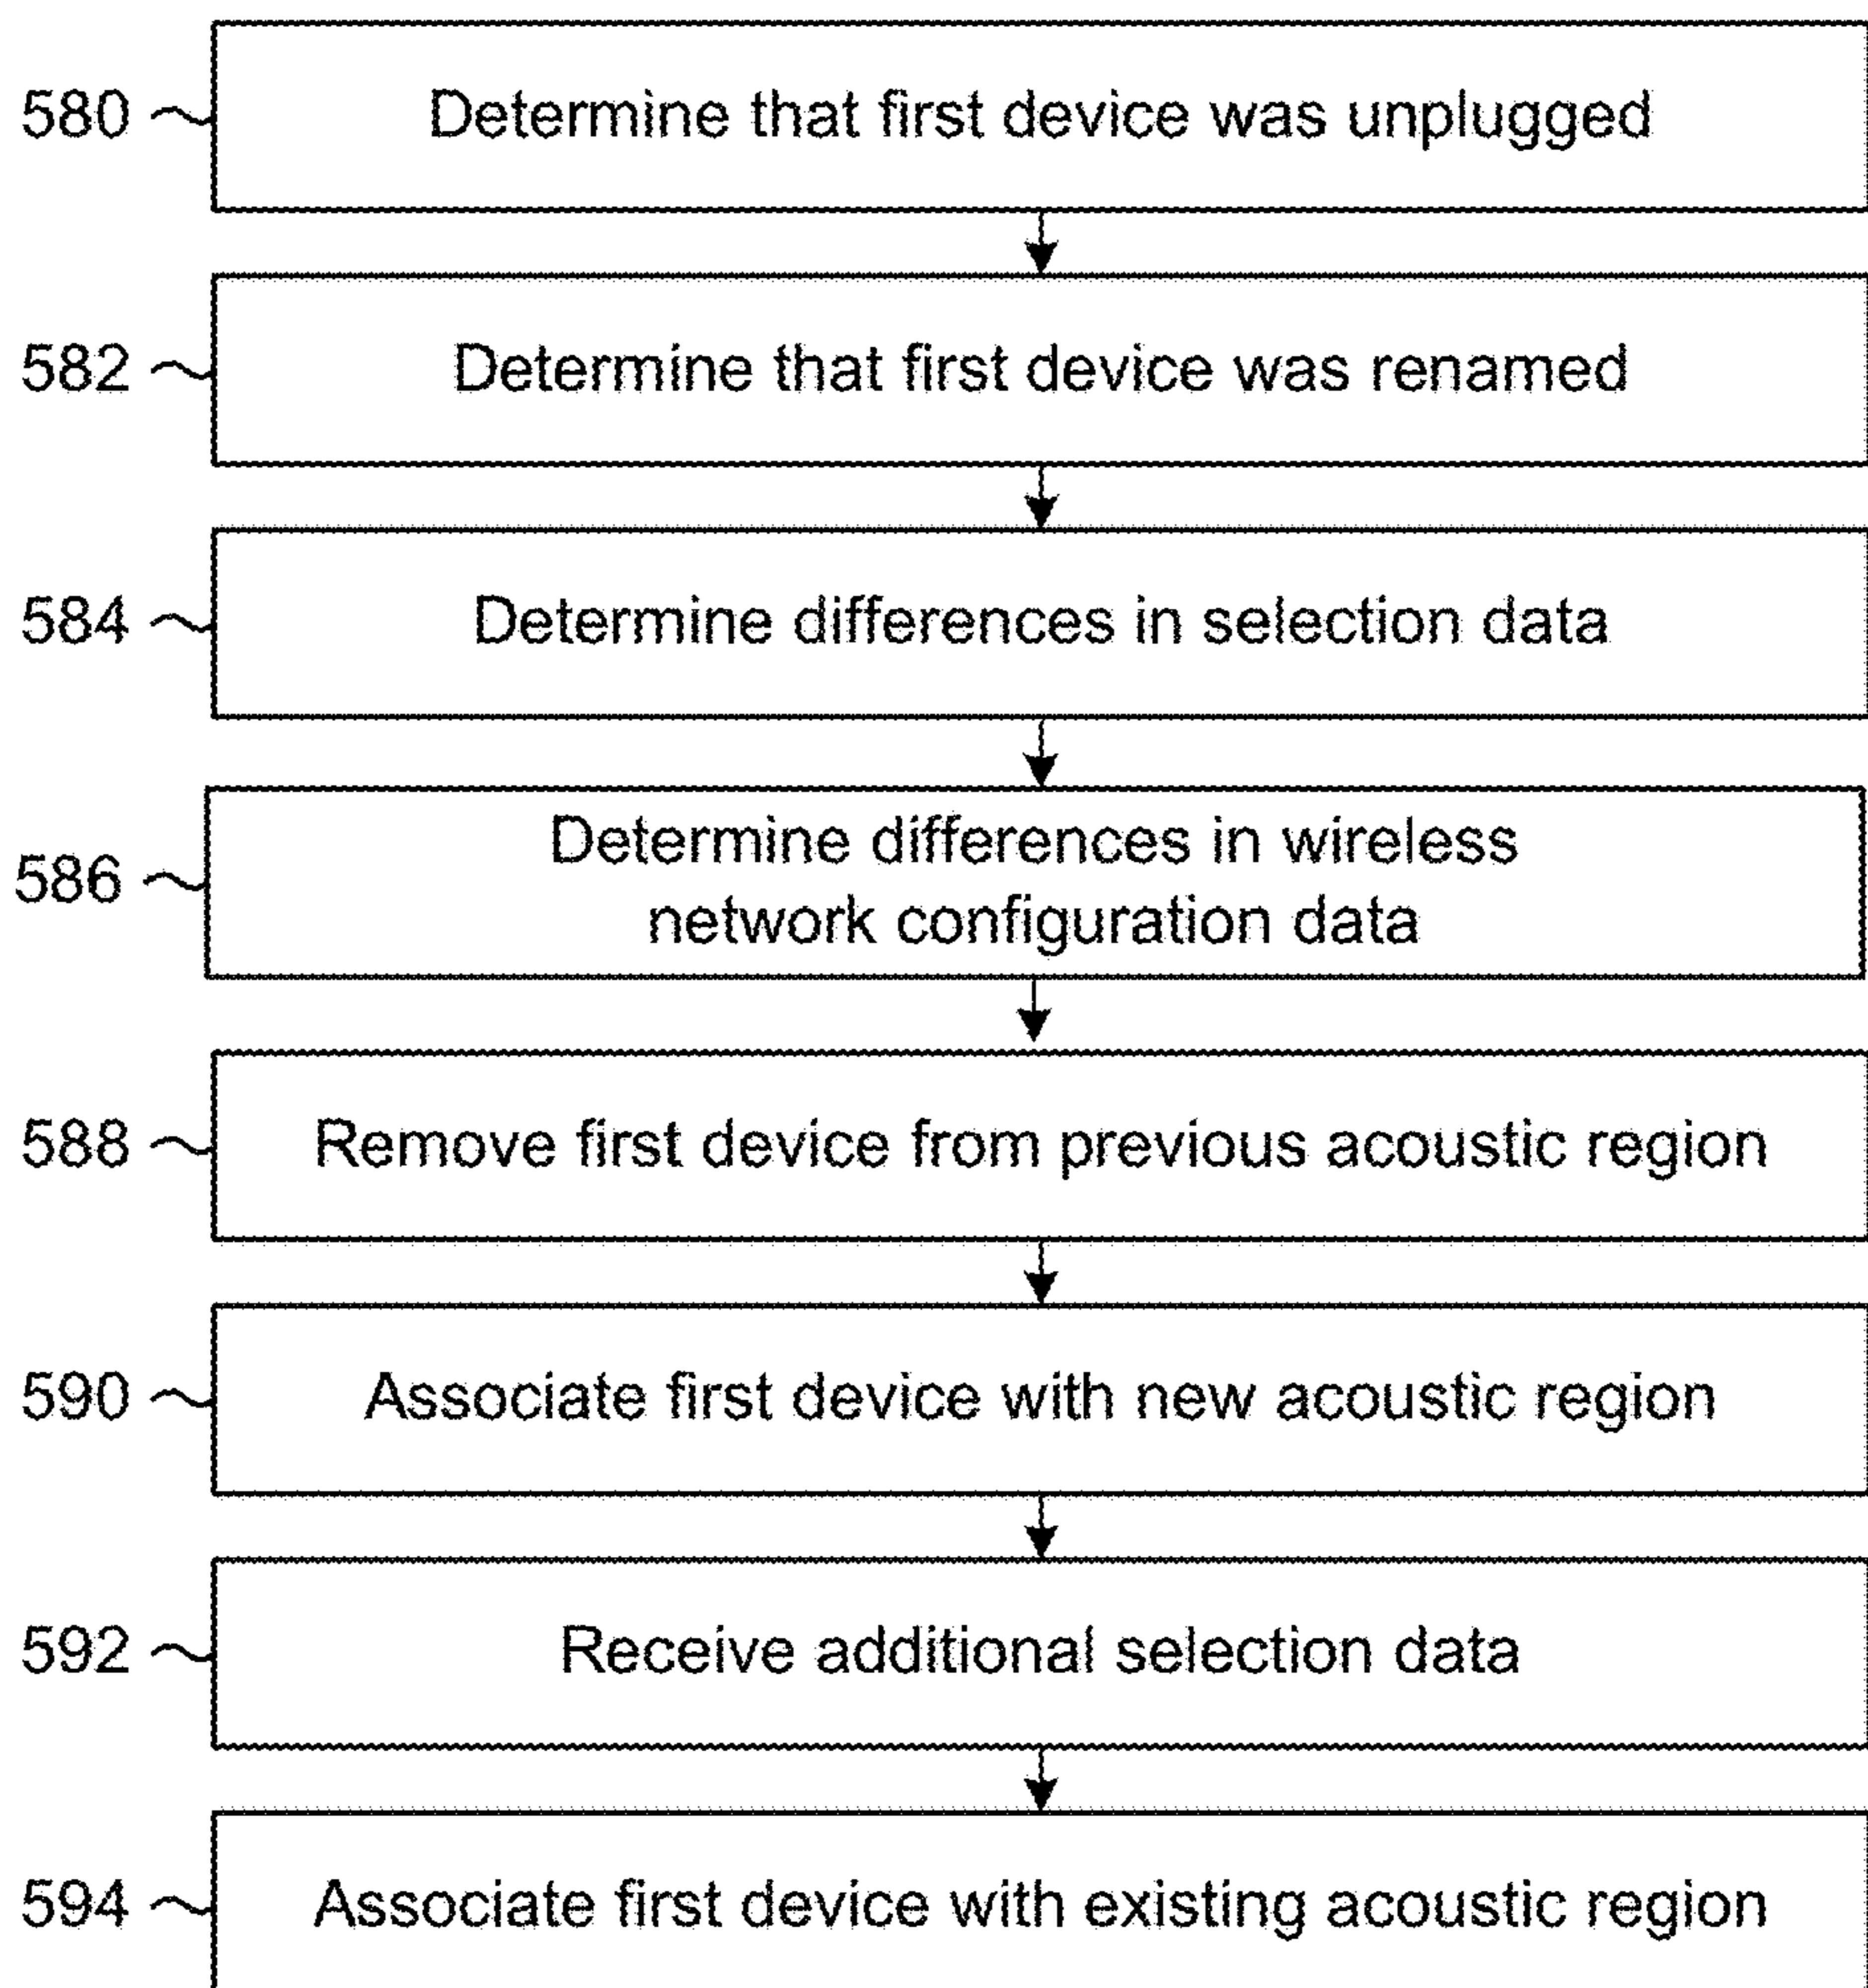 580 Determine that first device was unplugged
582 Determine that first device was renamed
584 Determine differences in selection data
586 Determine differences in wireless
network configuration data
588 Remove first device from previous acoustic region
590 Associate first device with new acoustic region
592 Receive additional selection data
594 Associate first device with existing acoustic region